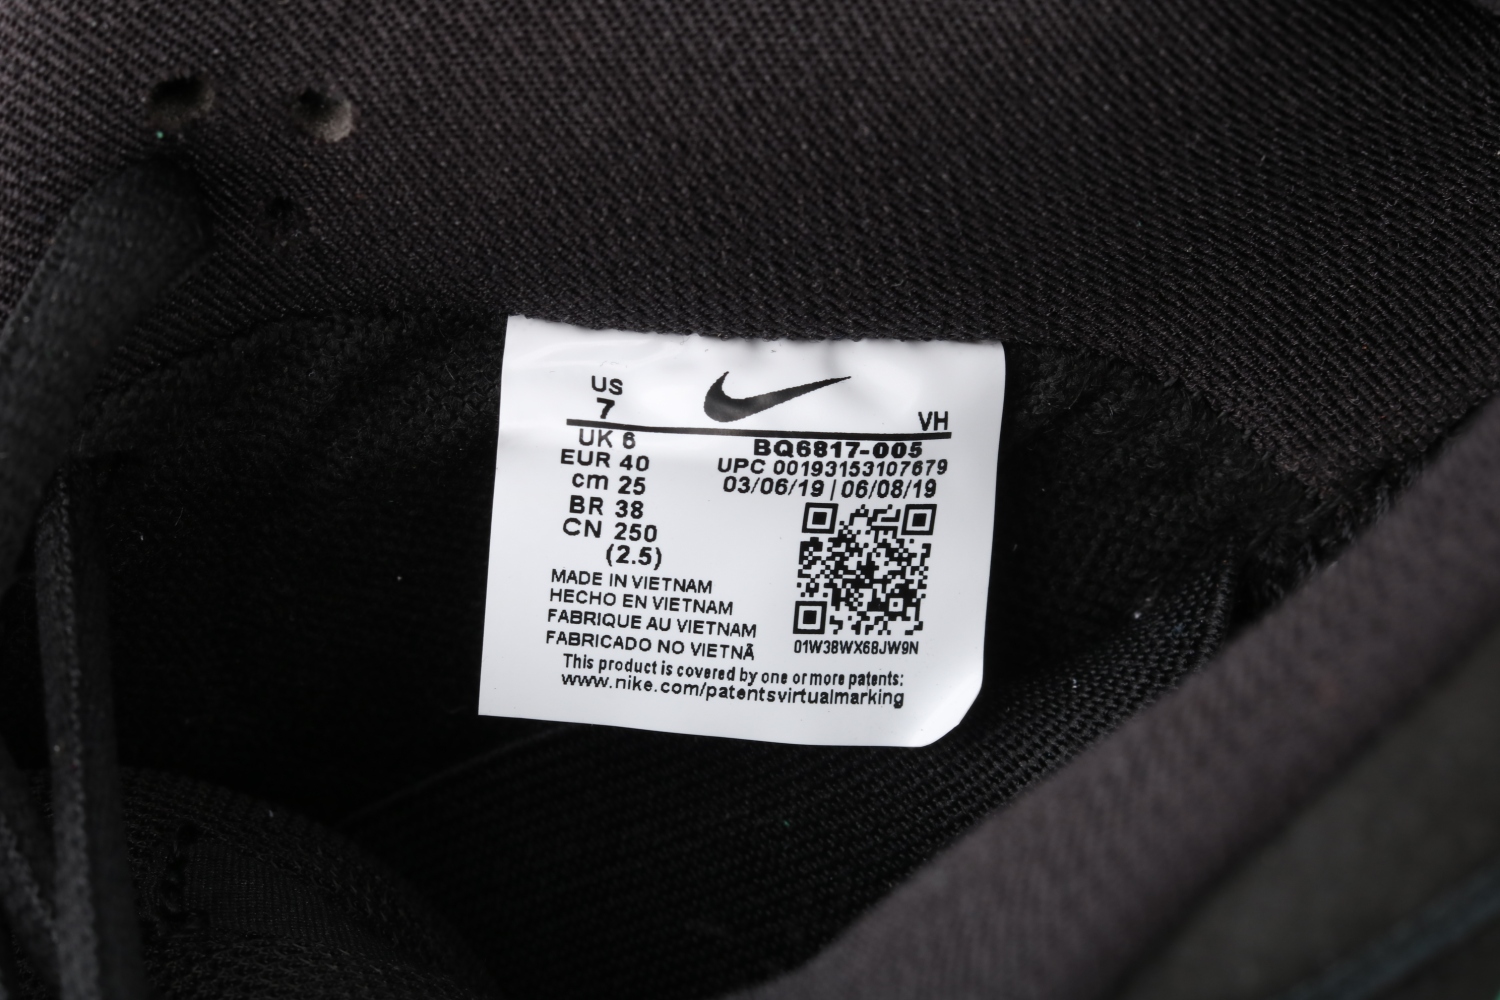 US
7
VH
UK 6
EUR 40
cm 25
BR 38
CN 250
(2.5)
BQ6817-005
UPC 00193153107679
03/06/19 | 06/08/19
MADE IN VIETNAM
HECHO EN VIETNAM
FABRIQUE AU VIETNAM
FABRICADO NO VIETNÃ
01W38WX68JW9N
This product is covered by one or more patents:
www.nike.com/patentsvirtualmarking